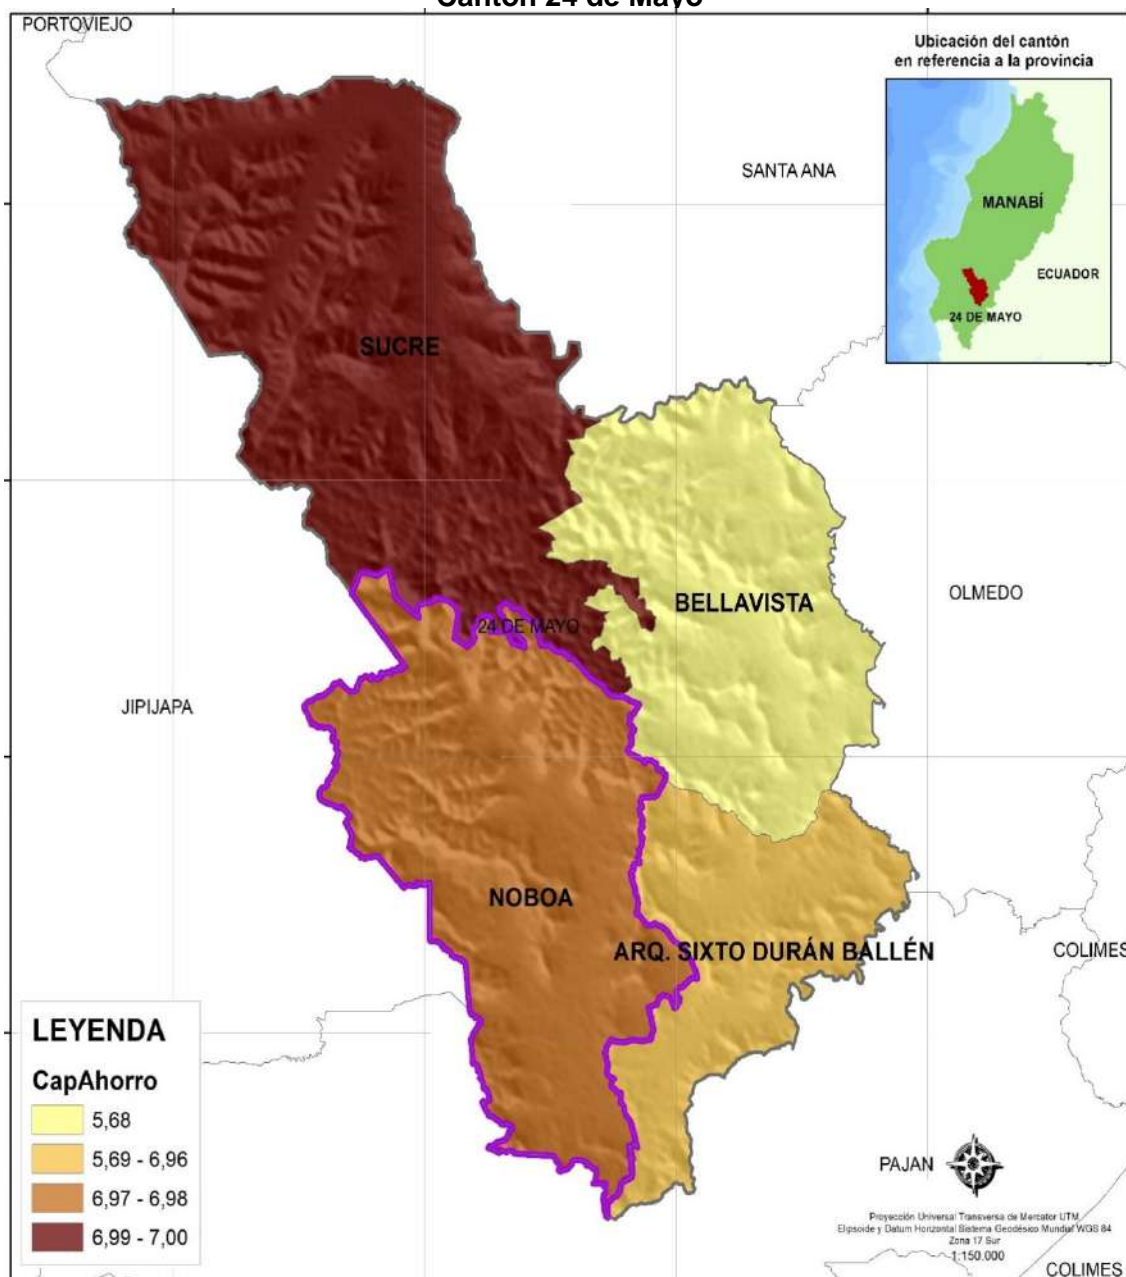 Cantón 24 de Mayo
PORTOVIEJO
Ubicación del cantón
en referencia a la provincia
MANABÍ
ECUADOR
24 DE MAYO
SANTA ANA
SUCRE
BELLAVISTA
OLMEDO
24 DE MAYO
JIPIJAPA
NOBOA
ARQ. SIXTO DURÁN BALLÉN
COLIMES
LEYENDA
CapAhorro
5,68
5,69 - 6,96
6,97 - 6,98
6,99 - 7,00
PAJAN
Proyección Universal Transversa de Mercator UTM
Elipsoide y Datum Horizontal Sistema Geodésico Mundial WGS 84
Zona 17 Sur
1:150.000
COLIMES